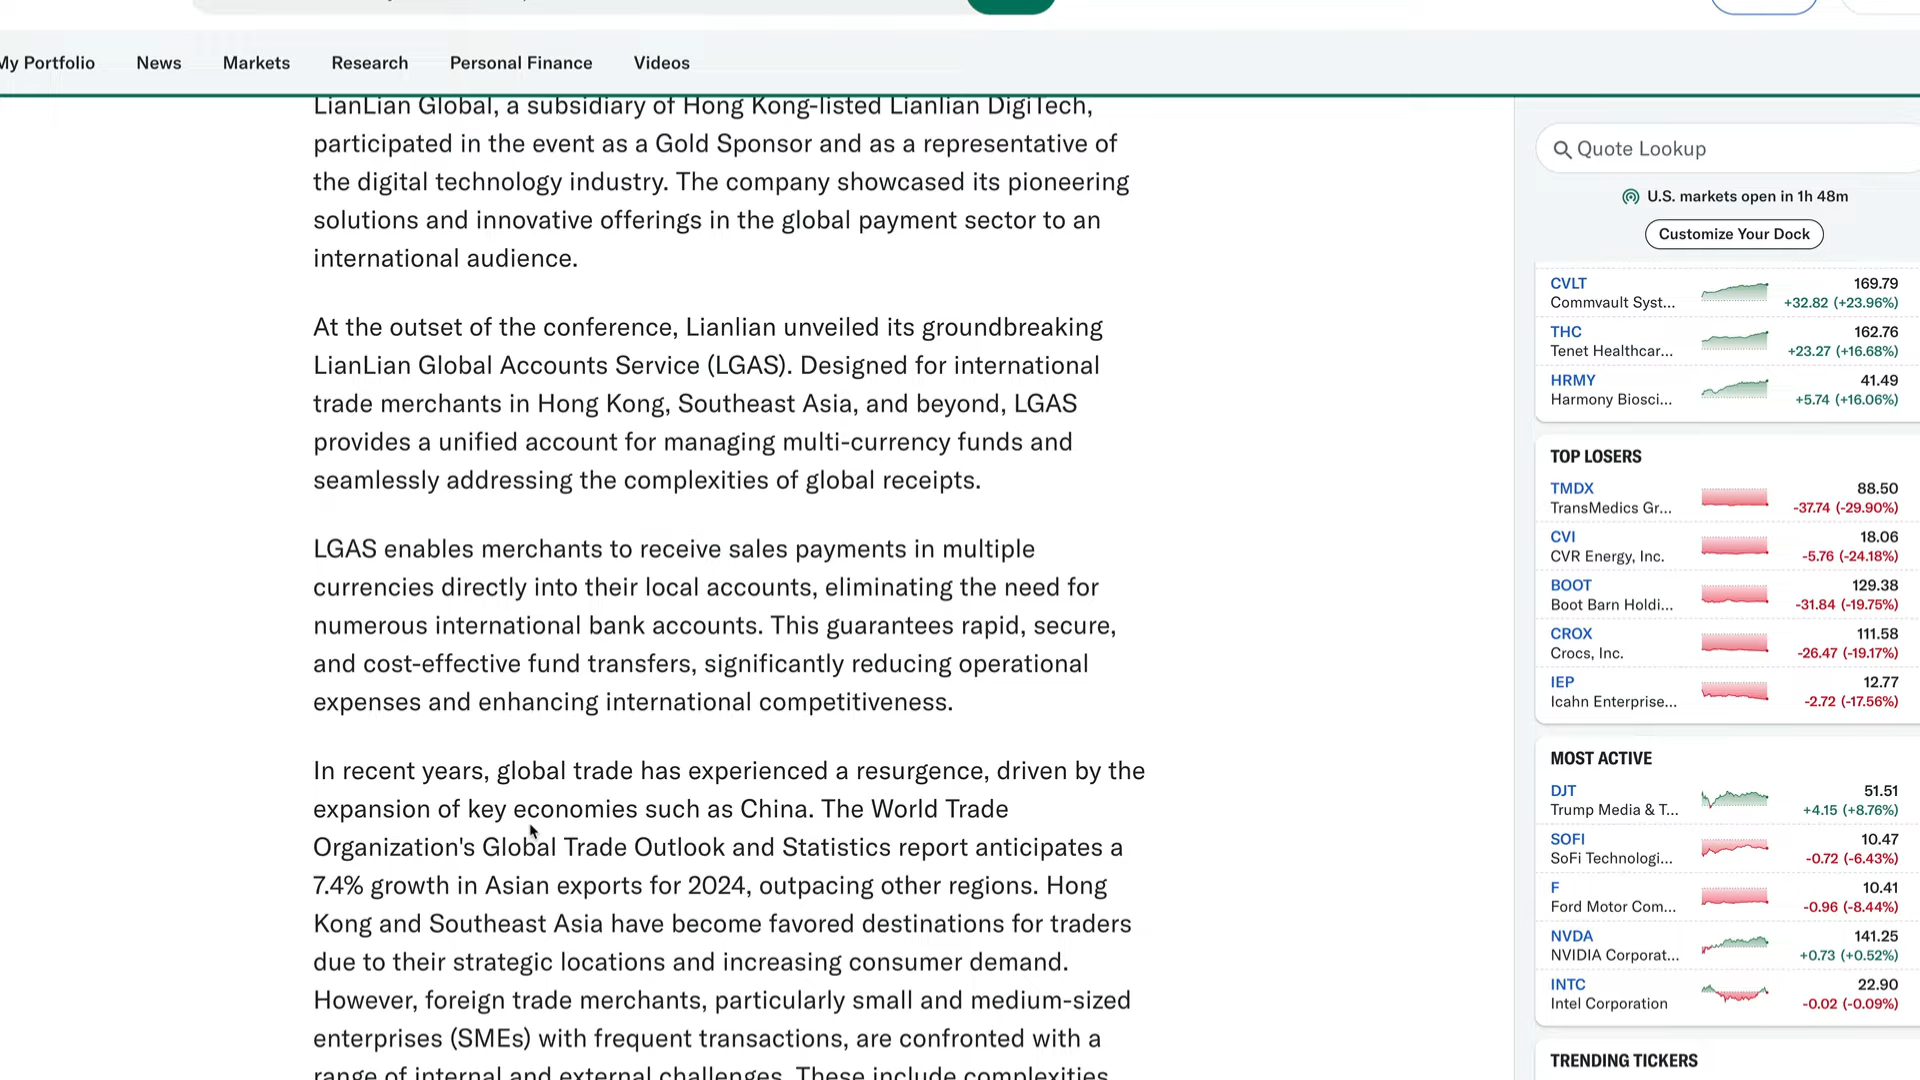 My Portfolio
News
Markets
Research
Personal Finance
Videos
LianLian Global, a subsidiary of Hong Kong-listed Lianlian DigiTech,
participated in the event as a Gold Sponsor and as a representative of
the digital technology industry. The company showcased its pioneering
solutions and innovative offerings in the global payment sector to an
international audience.
At the outset of the conference, Lianlian unveiled its groundbreaking
LianLian Global Accounts Service (LGAS). Designed for international
trade merchants in Hong Kong, Southeast Asia, and beyond, LGAS
provides a unified account for managing multi-currency funds and
seamlessly addressing the complexities of global receipts.
LGAS enables merchants to receive sales payments in multiple
currencies directly into their local accounts, eliminating the need for
numerous international bank accounts. This guarantees rapid, secure,
and cost-effective fund transfers, significantly reducing operational
expenses and enhancing international competitiveness.
In recent years, global trade has experienced a resurgence, driven by the
expansion of key economies such as China. The World Trade
Organization's Global Trade Outlook and Statistics report anticipates a
7.4% growth in Asian exports for 2024, outpacing other regions. Hong
Kong and Southeast Asia have become favored destinations for traders
due to their strategic locations and increasing consumer demand.
However, foreign trade merchants, particularly small and medium-sized
enterprises (SMEs) with frequent transactions, are confronted with a
range of internal and external challenges. These include complexities
Quote Lookup
U.S. markets open in 1h 48m
Customize Your Dock
CVLT 169.79
Commvault Syst... +32.82 (+23.96%)
THC 162.76
Tenet Healthcar... +23.27 (+16.68%)
HRMY 41.49
Harmony Biosci... +5.74 (+16.06%)
TOP LOSERS
TMDX 88.50
TransMedics Gr... -37.74 (-29.90%)
CVI 18.06
CVR Energy, Inc. -5.76 (-24.18%)
BOOT 129.38
Boot Barn Holdi... -31.84 (-19.75%)
CROX 111.58
Crocs, Inc. -26.47 (-19.17%)
IEP 12.77
Icahn Enterprise... -2.72 (-17.56%)
MOST ACTIVE
DJT 51.51
Trump Media & T... +4.15 (+8.76%)
SOFI 10.47
SoFi Technologi... -0.72 (-6.43%)
F 10.41
Ford Motor Com... -0.96 (-8.44%)
NVDA 141.25
NVIDIA Corporat... +0.73 (+0.52%)
INTC 22.90
Intel Corporation -0.02 (-0.09%)
TRENDING TICKERS